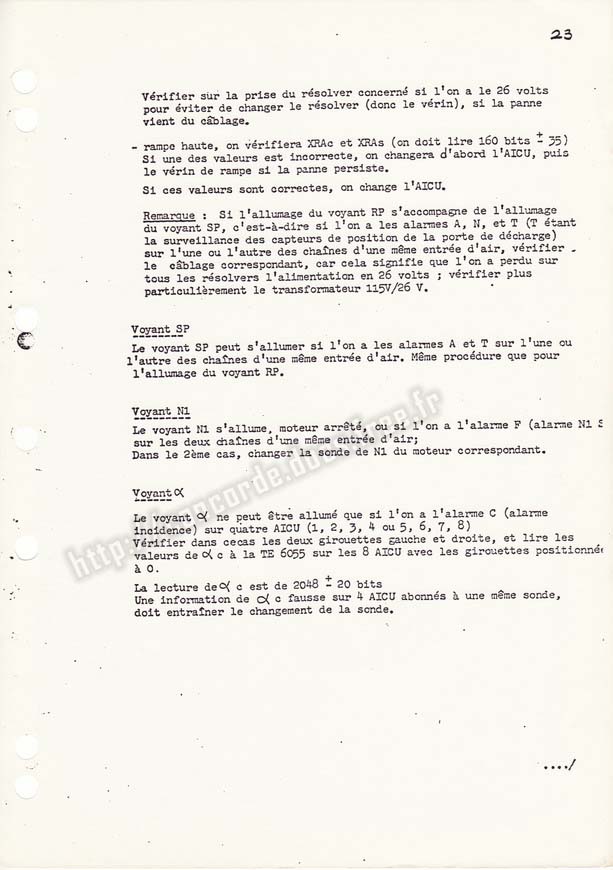 23
Vérifier sur la prise du résolver concerné si l'on a le 26 volts
pour éviter de changer le résolver (donc le vérin), si la panne
vient du câblage.
- rampe haute, on vérifiera XRAc et XRAs (on doit lire 160 bits ± 35)
Si une des valeurs est incorrecte, on changera d'abord l'AICU, puis
le vérin de rampe si la panne persiste.
Si ces valeurs sont correctes, on change l'AICU.
Remarque : Si l'allumage du voyant RP s'accompagne de l'allumage
du voyant SP, c'est-à-dire si l'on a les alarmes A, N, et T (T étant
la surveillance des capteurs de position de la porte de décharge)
sur l'une ou l'autre des chaînes d'une même entrée d'air, vérifier
le câblage correspondant, car cela signifie que l'on a perdu sur
tous les résolvers l'alimentation en 26 volts ; vérifier plus
particulièrement le transformateur 115V/26 V.
Voyant SP
Le voyant SP peut s'allumer si l'on a les alarmes A et T sur l'une ou
l'autre des chaînes d'une même entrée d'air. Même procédure que pour
l'allumage du voyant RP.
Voyant N1
Le voyant N1 s'allume, moteur arrêté, ou si l'on a l'alarme F (alarme N1 S
sur les deux chaînes d'une même entrée d'air;
Dans le 2ème cas, changer la sonde de N1 du moteur correspondant.
Voyant α
Le voyant α ne peut être allumé que si l'on a l'alarme C (alarme
incidence) sur quatre AICU (1, 2, 3, 4 ou 5, 6, 7, 8)
Vérifier dans cecas les deux girouettes gauche et droite, et lire les
valeurs de α c à la TE 6055 sur les 8 AICU avec les girouettes positionnée
à 0.
La lecture de α c est de 2048 ± 20 bits
Une information de α c fausse sur 4 AICU abonnés à une même sonde,
doit entraîner le changement de la sonde.
..../